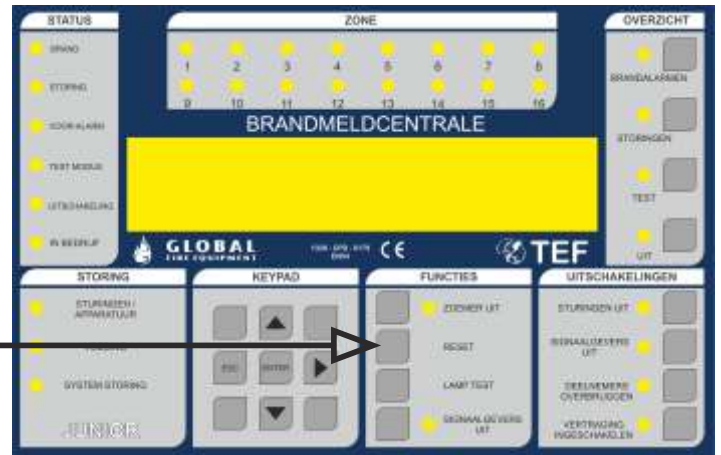 STATUS
BRAND
STORING
VOOR-ALARM
TEST MODUS
UITSCHAKELING
IN BEDRIJF
ZONE
1 2 3 4 5 6 7 8
9 10 11 12 13 14 15 16
BRANDMELDCENTRALE
GLOBAL
FIRE EQUIPMENT
CE
TEF
OVERZICHT
BRANDALARMEN
STORINGEN
TEST
UIT
STORING
STURINGEN /
APPARATUUR
SYSTEEM STORING
JUNIOR
KEYPAD
ESC ENTER
FUNCTIES
ZOEMER UIT
RESET
LAMP TEST
SIGNAALGEVERS
UIT
UITSCHAKELINGEN
STURINGEN UIT
SIGNAALGEVERS
UIT
DEELNEMERS
OVERBRUGGEN
VERTRAGING
INGESCHAKELEN